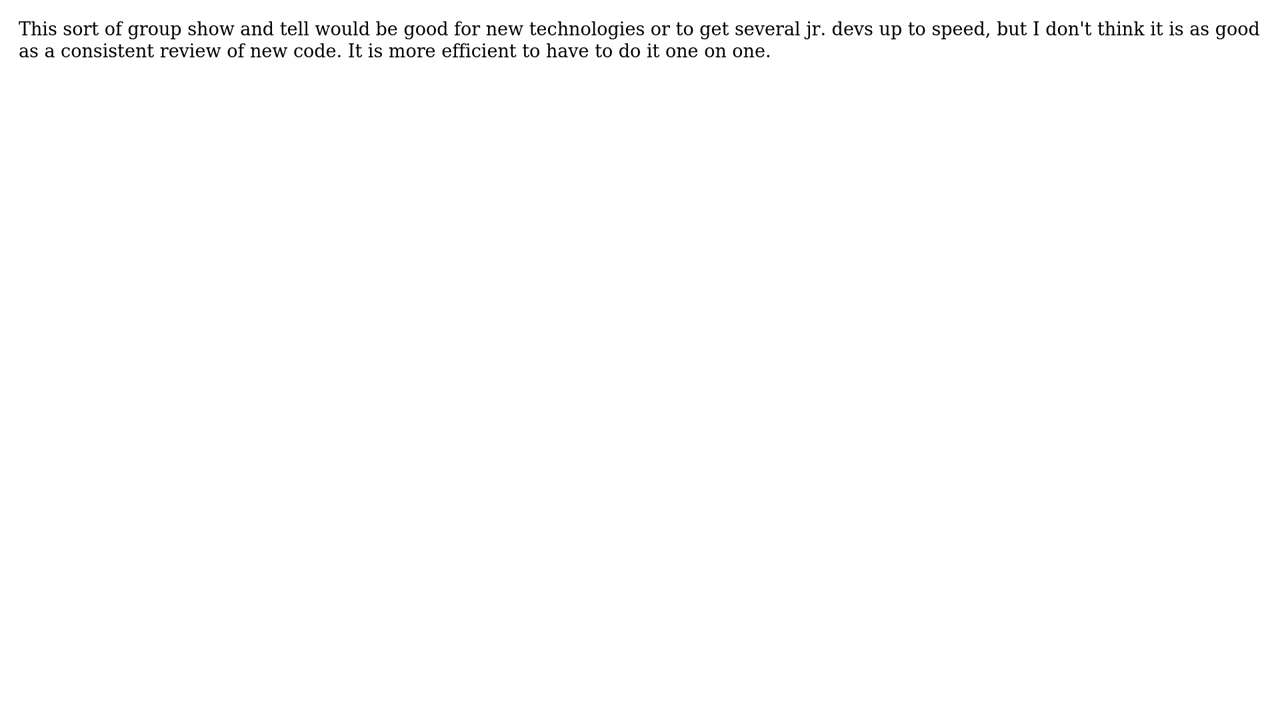 This sort of group show and tell would be good for new technologies or to get several jr. devs up to speed, but I don't think it is as good
as a consistent review of new code. It is more efficient to have to do it one on one.